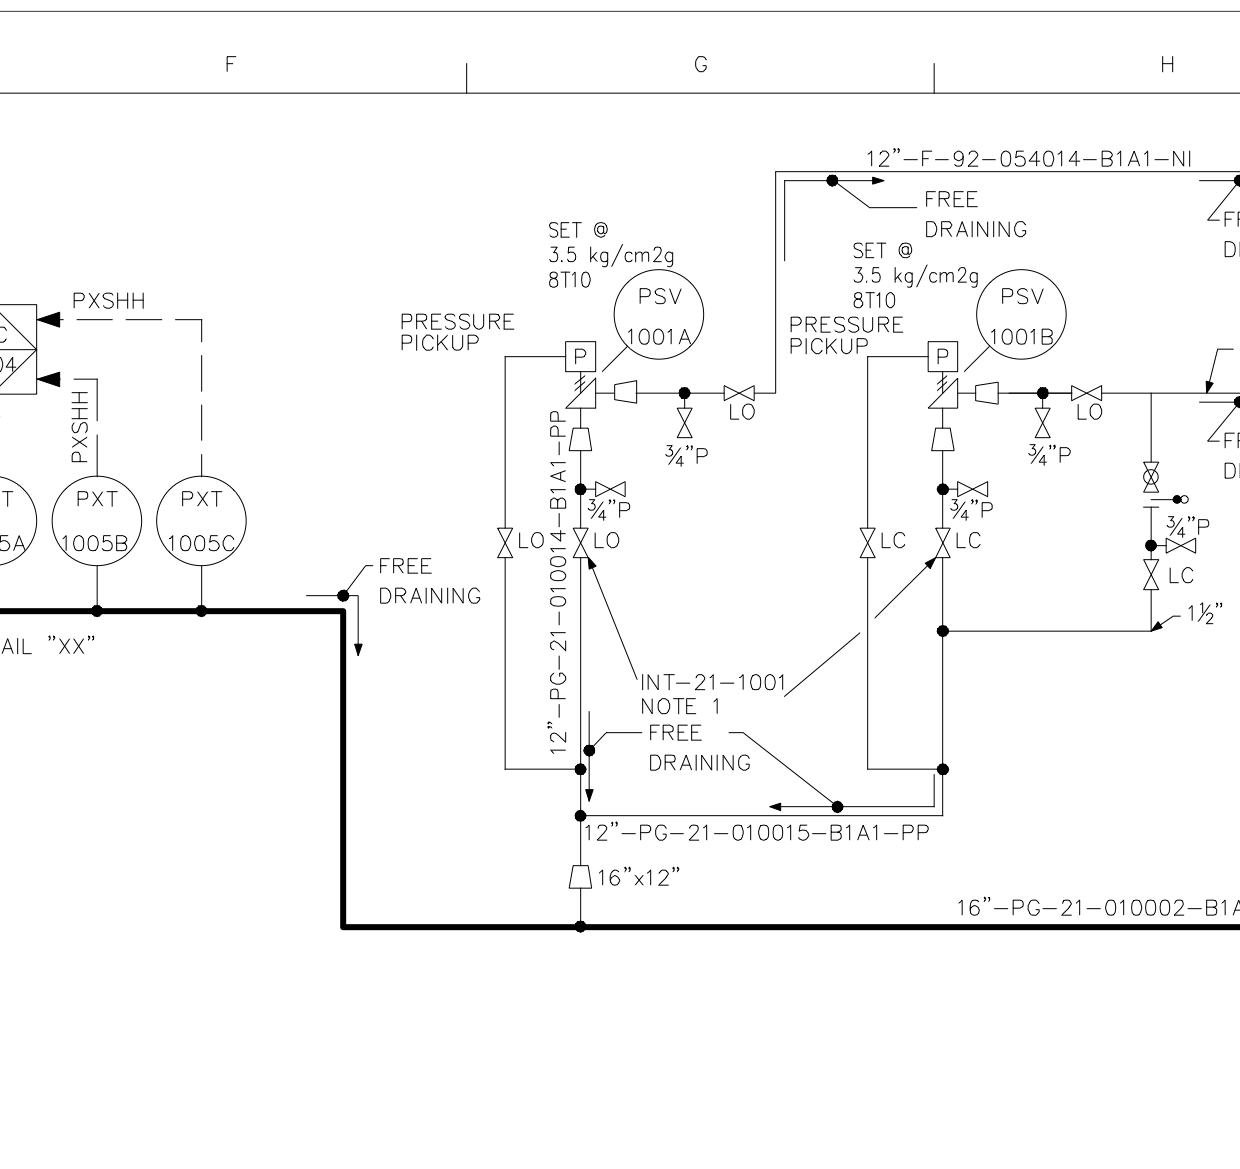 F
G
H
12”-F-92-054014-B1A1-NI
FREE
DRAINING
SET @
3.5 kg/cm2g
8T10
SET @
3.5 kg/cm2g
8T10
PSV
1001A
PSV
1001B
PXSHH
PRESSURE
PICKUP
PRESSURE
PICKUP
P
P
C
04
PXSHH
LO
LO
¾”P
¾”P
12”-PG-21-010014-B1A1-PP
T
5A
PXT
1005B
PXT
1005C
¾”P
¾”P
¾”P
LO
LO
LC
LC
LC
FREE
DRAINING
1½”
AIL ”XX”
INT-21-1001
NOTE 1
FREE
DRAINING
12”-PG-21-010015-B1A1-PP
16”x12”
16”-PG-21-010002-B1A